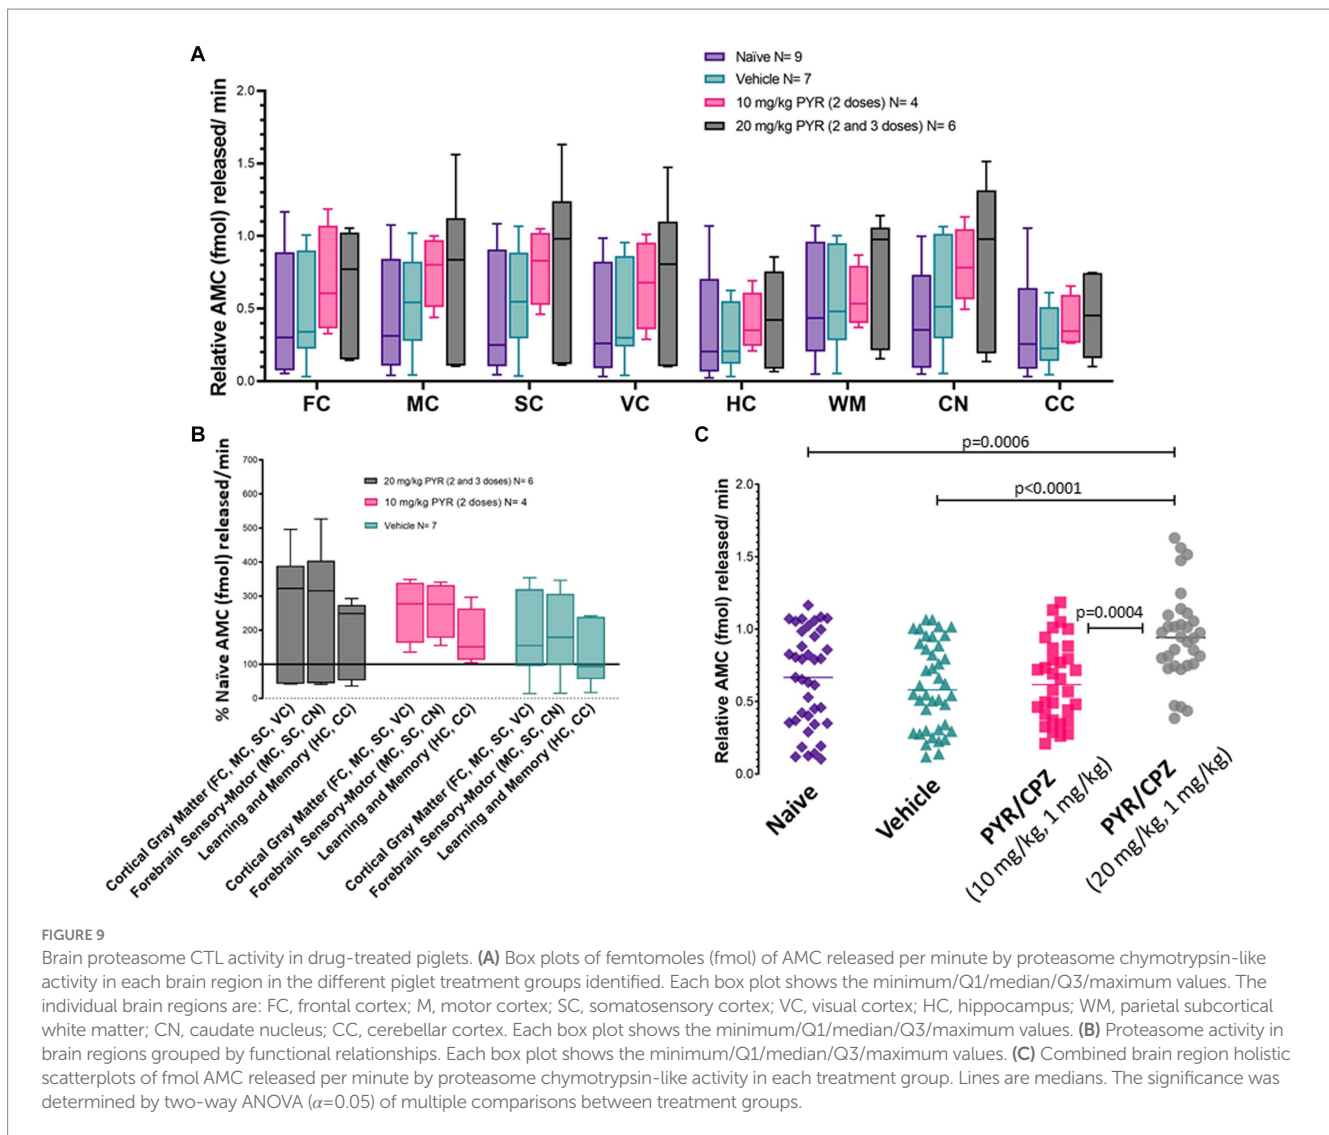 A
Naïve N= 9
Vehicle N= 7
10 mg/kg PYR (2 doses) N= 4
20 mg/kg PYR (2 and 3 doses) N= 6
Relative AMC (fmol) released/ min
2.0
1.5
1.0
0.5
0.0
FC MC SC VC HC WM CN CC
B
% Naïve AMC (fmol) released/min
700
600
500
400
300
200
100
0
20 mg/kg PYR (2 and 3 doses) N= 6
10 mg/kg PYR (2 doses) N= 4
Vehicle N= 7
Cortical Gray Matter (FC, MC, SC, VC)
Forebrain Sensory-Motor (MC, SC, CN)
Learning and Memory (HC, CC)
Cortical Gray Matter (FC, MC, SC, VC)
Forebrain Sensory-Motor (MC, SC, CN)
Learning and Memory (HC, CC)
Cortical Gray Matter (FC, MC, SC, VC)
Forebrain Sensory-Motor (MC, SC, CN)
Learning and Memory (HC, CC)
C
p=0.0006
p<0.0001
p=0.0004
Relative AMC (fmol) released/ min
2.0
1.5
1.0
0.5
0.0
Naïve
Vehicle
PYR/CPZ
(10 mg/kg, 1 mg/kg)
PYR/CPZ
(20 mg/kg, 1 mg/kg)
FIGURE 9
Brain proteasome CTL activity in drug-treated piglets. (A) Box plots of femtomoles (fmol) of AMC released per minute by proteasome chymotrypsin-like
activity in each brain region in the different piglet treatment groups identified. Each box plot shows the minimum/Q1/median/Q3/maximum values. The
individual brain regions are: FC, frontal cortex; M, motor cortex; SC, somatosensory cortex; VC, visual cortex; HC, hippocampus; WM, parietal subcortical
white matter; CN, caudate nucleus; CC, cerebellar cortex. Each box plot shows the minimum/Q1/median/Q3/maximum values. (B) Proteasome activity in
brain regions grouped by functional relationships. Each box plot shows the minimum/Q1/median/Q3/maximum values. (C) Combined brain region holistic
scatterplots of fmol AMC released per minute by proteasome chymotrypsin-like activity in each treatment group. Lines are medians. The significance was
determined by two-way ANOVA (α=0.05) of multiple comparisons between treatment groups.